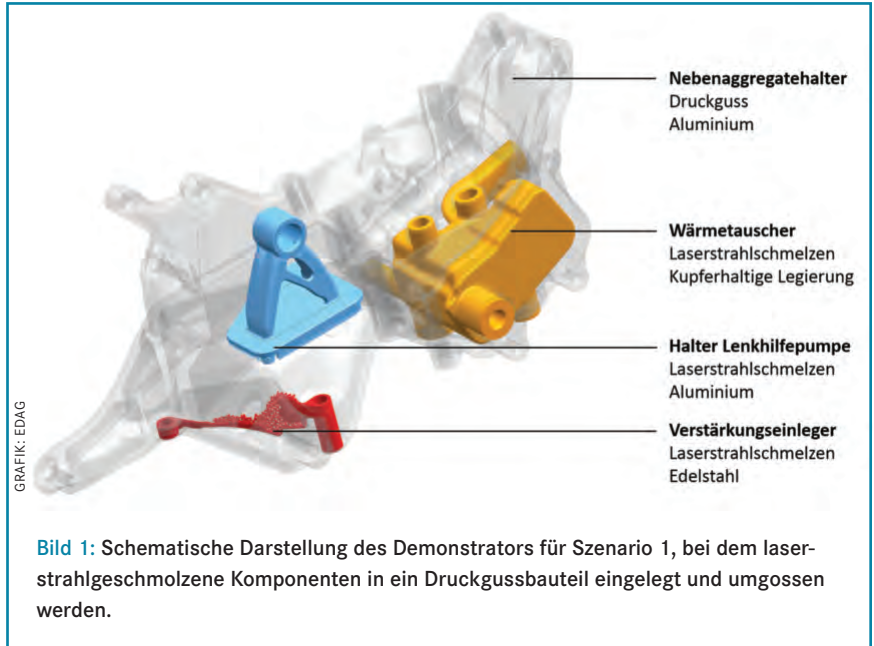 Nebenaggregatehalter
Druckguss
Aluminium
Wärmetauscher
Laserstrahlschmelzen
Kupferhaltige Legierung
Halter Lenkhilfepumpe
Laserstrahlschmelzen
Aluminium
Verstärkungseinleger
Laserstrahlschmelzen
Edelstahl
GRAFIK: EDAG
Bild 1: Schematische Darstellung des Demonstrators für Szenario 1, bei dem laser-
strahlgeschmolzene Komponenten in ein Druckgussbauteil eingelegt und umgossen
werden.